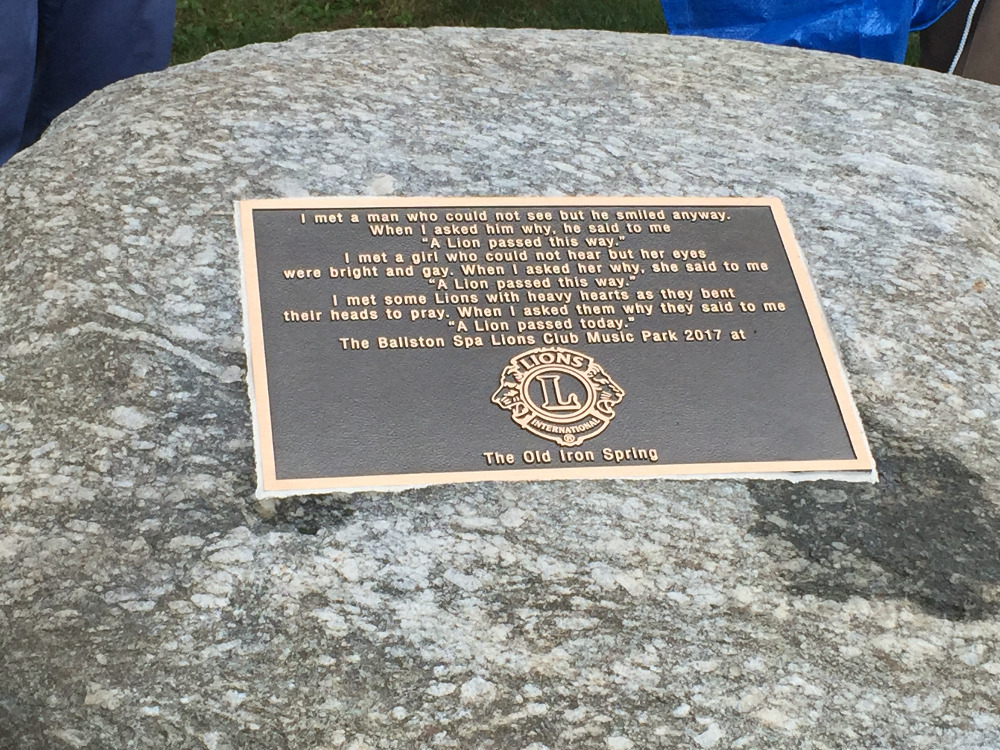 I met a man who could not see but he smiled anyway.
When I asked him why, he said to me
"A Lion passed this way."
I met a girl who could not hear but her eyes
were bright and gay. When I asked her why, she said to me
"A Lion passed this way."
I met some Lions with heavy hearts as they bent
their heads to pray. When I asked them why they said to me
"A Lion passed today."
The Ballston Spa Lions Club Music Park 2017 at
LIONS
L
INTERNATIONAL
®
The Old Iron Spring